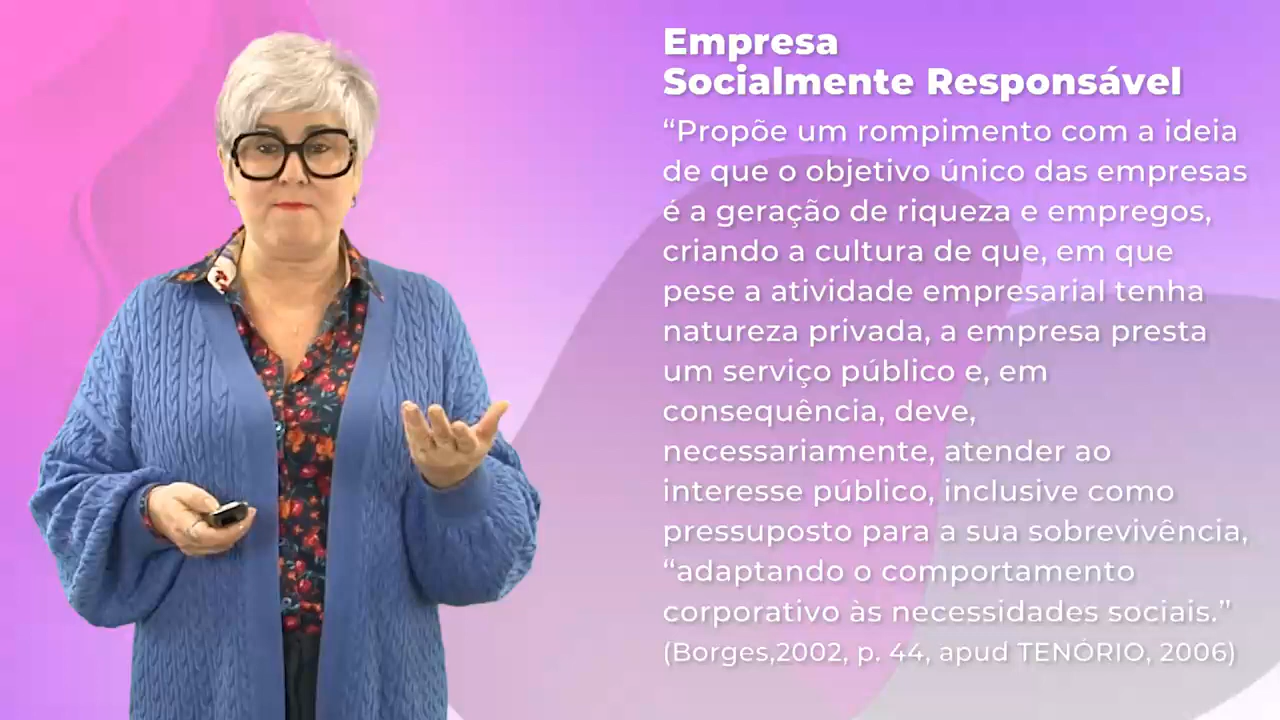 Empresa
Socialmente Responsável
“Propõe um rompimento com a ideia
de que o objetivo único das empresas
é a geração de riqueza e empregos,
criando a cultura de que, em que
pese a atividade empresarial tenha
natureza privada, a empresa presta
um serviço público e, em
consequência, deve,
necessariamente, atender ao
interesse público, inclusive como
pressuposto para a sua sobrevivência,
“adaptando o comportamento
corporativo às necessidades sociais.”
(Borges,2002, p. 44, apud TENÓRIO, 2006)